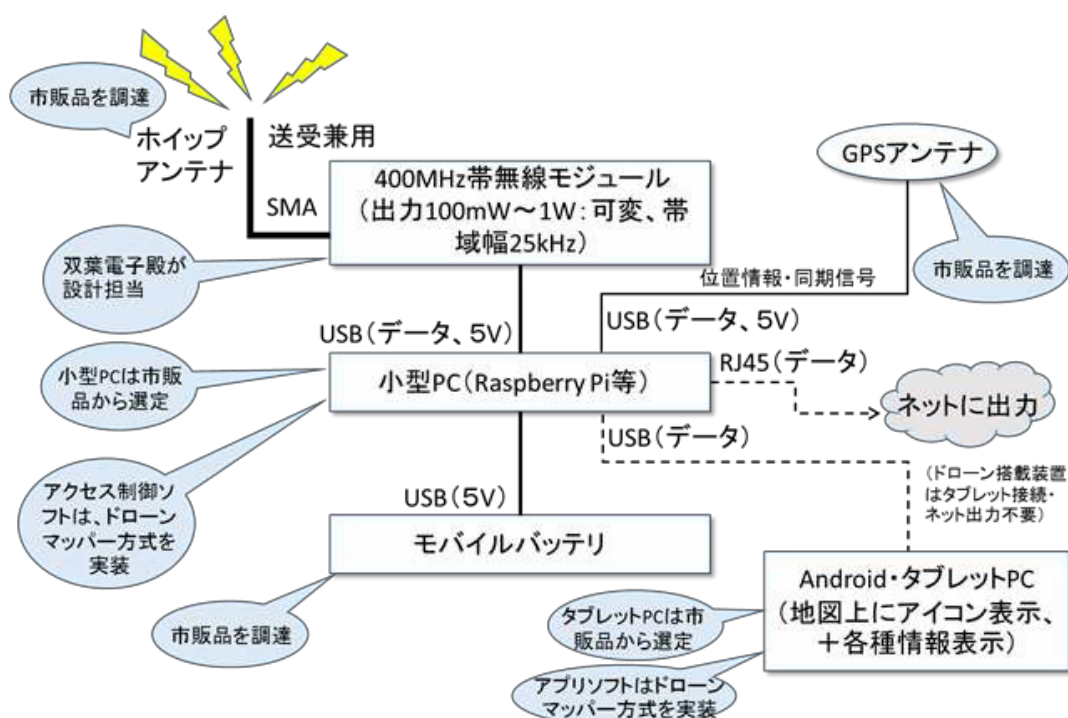 市販品を調達
ホイップ
アンテナ
送受兼用
SMA
400MHz帯無線モジュール
（出力100mW～1W：可変、帯
域幅25kHz）
GPSアンテナ
双葉電子殿が
設計担当
市販品を調達
位置情報・同期信号
USB（データ、5V）
USB（データ、5V）
小型PCは市販
品から選定
小型PC（Raspberry Pi等）
RJ45（データ）
ネットに出力
USB（データ）
アクセス制御ソ
フトは、ドローン
マッパー方式を
実装
USB（5V）
（ドローン搭載装置
はタブレット接続・
ネット出力不要）
モバイルバッテリ
市販品を調達
Android・タブレットPC
（地図上にアイコン表示、
＋各種情報表示）
タブレットPCは市
販品から選定
アプリソフトはドローン
マッパー方式を実装